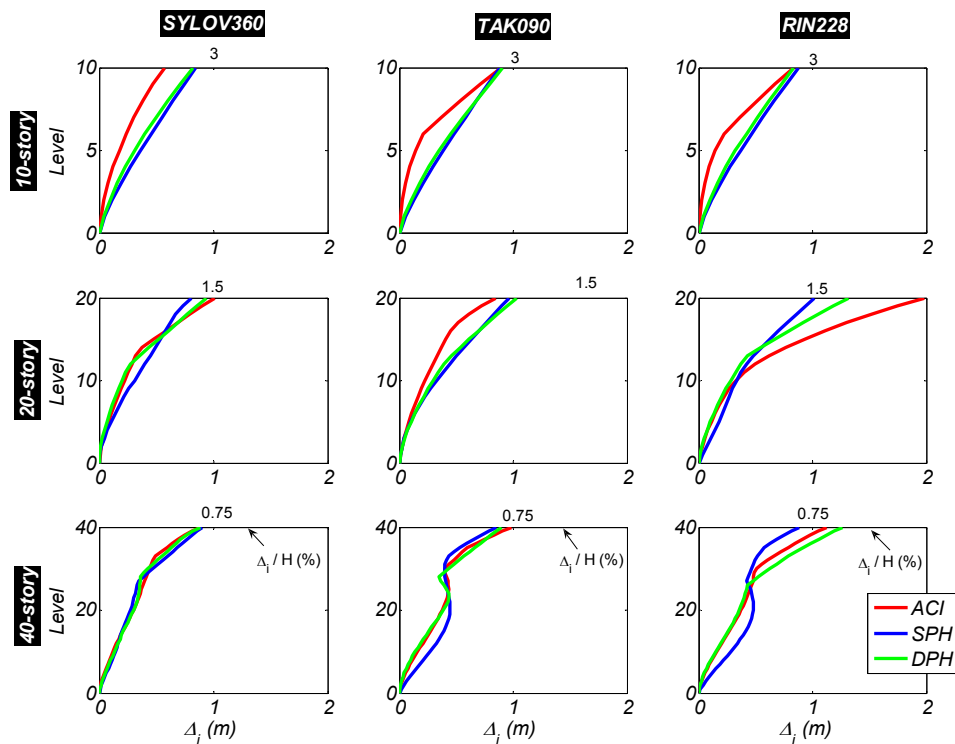 SYLOV360 TAK090 RIN228
3 3 3
10-story
Level
10 5 0
0 1 2
10 5 0
0 1 2
10 5 0
0 1 2
1.5 1.5 1.5
20-story
Level
20 10 0
0 1 2
20 10 0
0 1 2
20 10 0
0 1 2
0.75 0.75 0.75
40-story
Level
40 20 0
Δi / H (%)
0 1 2
Δi (m)
40 20 0
Δi / H (%)
0 1 2
Δi (m)
40 20 0
Δi / H (%)
0 1 2
Δi (m)
ACI
SPH
DPH